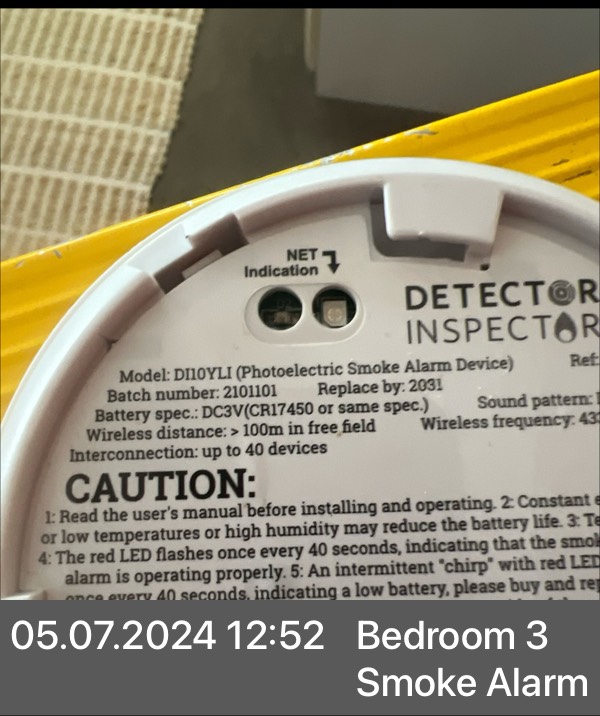 NET
Indication
DETECTOR
INSPECTOR
Model: DI10YLI (Photoelectric Smoke Alarm Device) Ref:
Batch number: 2101101 Replace by: 2031
Battery spec.: DC3V(CR17450 or same spec.) Sound pattern:
Wireless distance: > 100m in free field Wireless frequency: 43
Interconnection: up to 40 devices
CAUTION:
1: Read the user's manual before installing and operating. 2: Constant e
or low temperatures or high humidity may reduce the battery life. 3: Te
4: The red LED flashes once every 40 seconds, indicating that the smo
alarm is operating properly. 5: An intermittent "chirp" with red LED
once every 40 seconds, indicating a low battery, please buy and rep
05.07.2024 12:52 Bedroom 3
Smoke Alarm